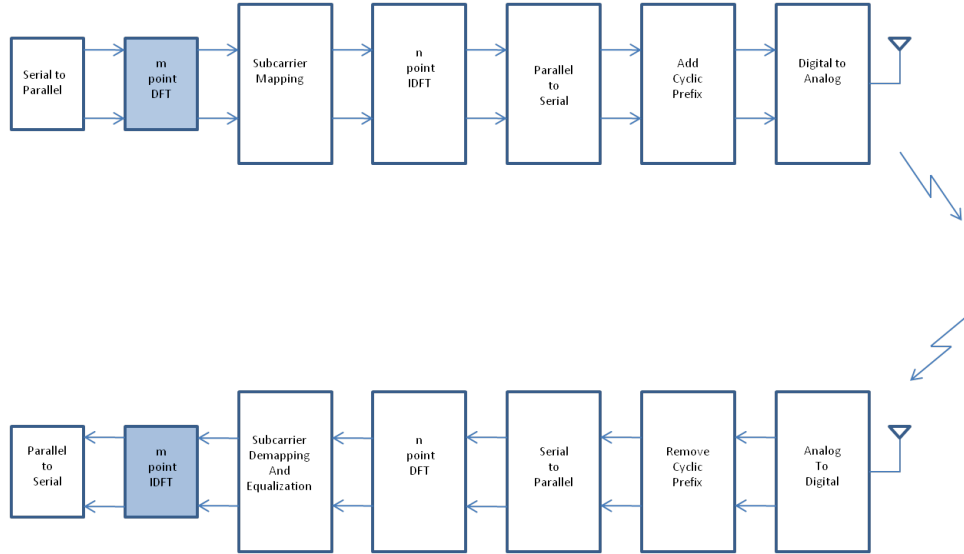 Serial to
Parallel
m
point
DFT
Subcarrier
Mapping
n
point
IDFT
Parallel
to
Serial
Add
Cyclic
Prefix
Digital to
Analog
Parallel
to
Serial
m
point
IDFT
Subcarrier
Demapping
And
Equalization
n
point
DFT
Serial
to
Parallel
Remove
Cyclic
Prefix
Analog
To
Digital